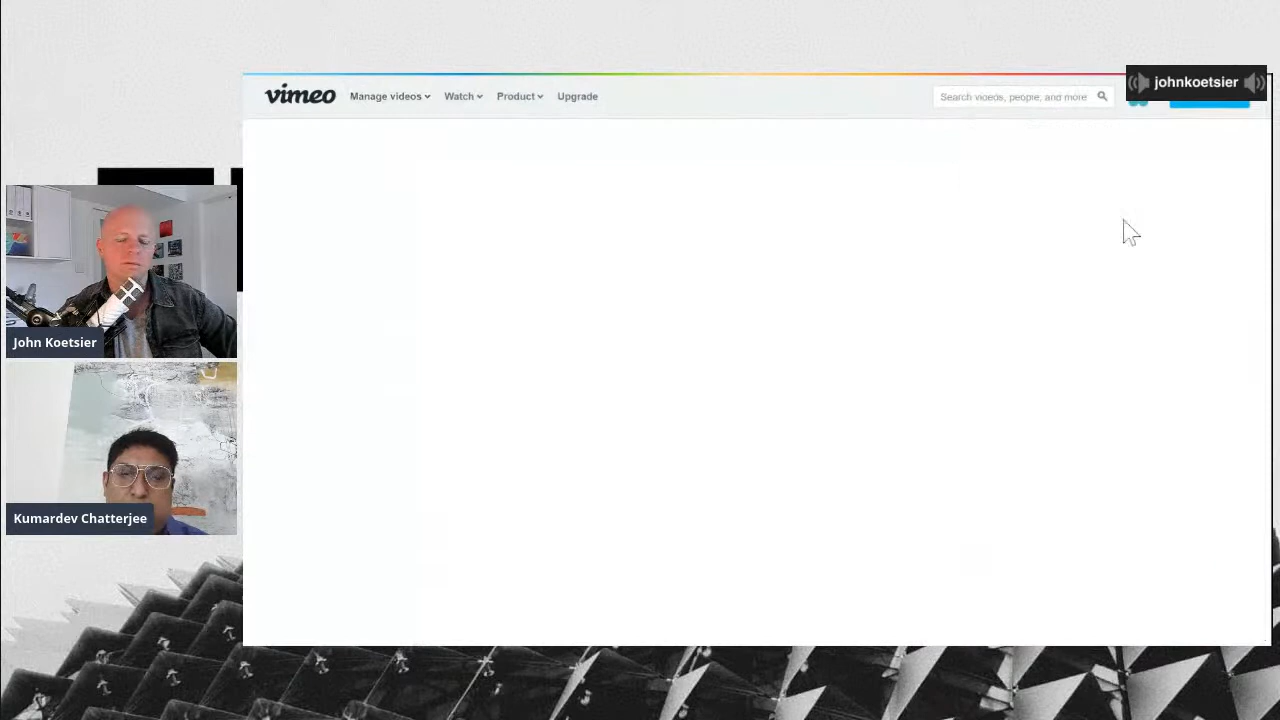 vimeo Manage videos Watch Product Upgrade Search videos, people, and more
johnkoetsier
John Koetsier
Kumardev Chatterjee